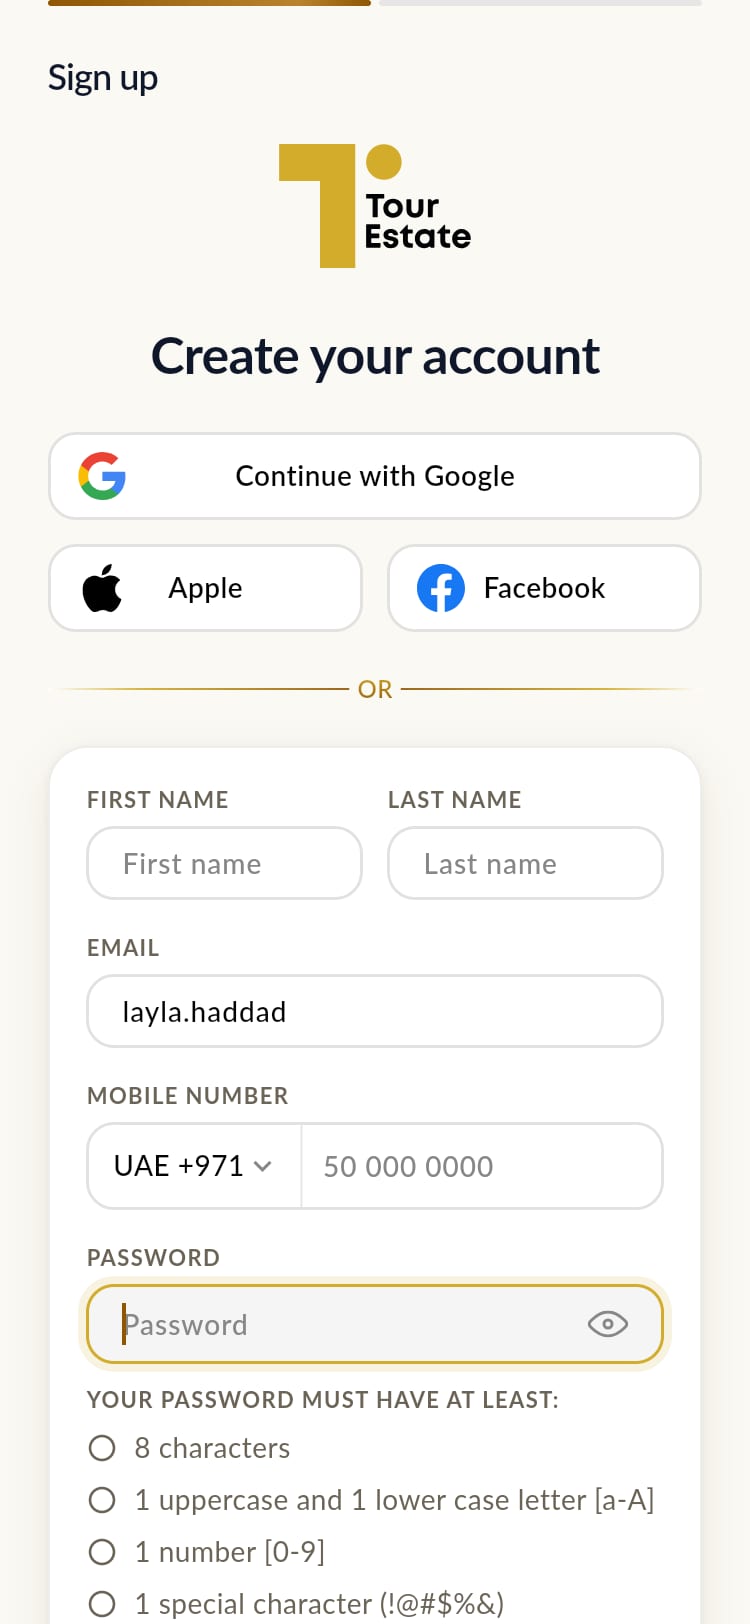 Sign up
Tour
Estate
Create your account
Continue with Google
Apple
Facebook
OR
FIRST NAME
LAST NAME
First name
Last name
EMAIL
layla.haddad
MOBILE NUMBER
UAE +971
50 000 0000
PASSWORD
Password
YOUR PASSWORD MUST HAVE AT LEAST:
8 characters
1 uppercase and 1 lower case letter [a-A]
1 number [0-9]
1 special character (!@#$%&)